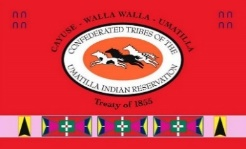 CAYUSE - WALLA WALLA - UMATILLA
CONFEDERATED TRIBES OF THE
UMATILLA INDIAN RESERVATION
Treaty of 1855